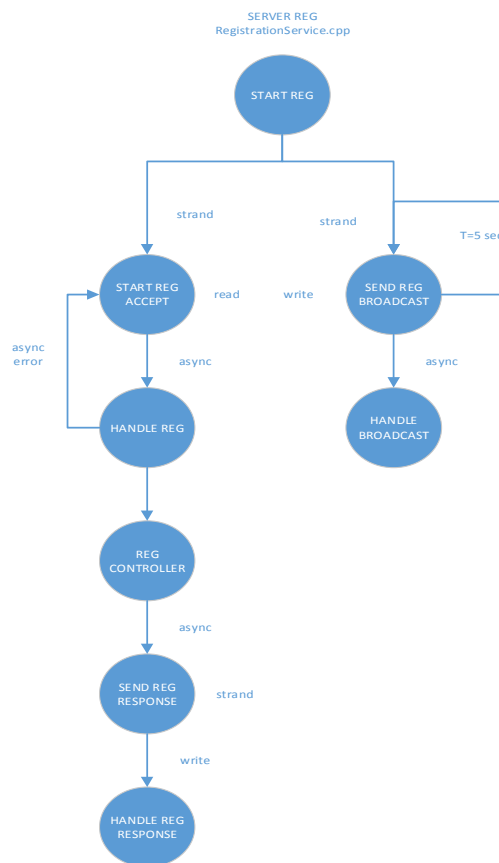 SERVER REG
RegistrationService.cpp
START REG
strand
strand
T=5 sec
START REG
ACCEPT
read
write
SEND REG
BROADCAST
async
error
async
async
HANDLE REG
HANDLE
BROADCAST
REG
CONTROLLER
async
SEND REG
RESPONSE
strand
write
HANDLE REG
RESPONSE